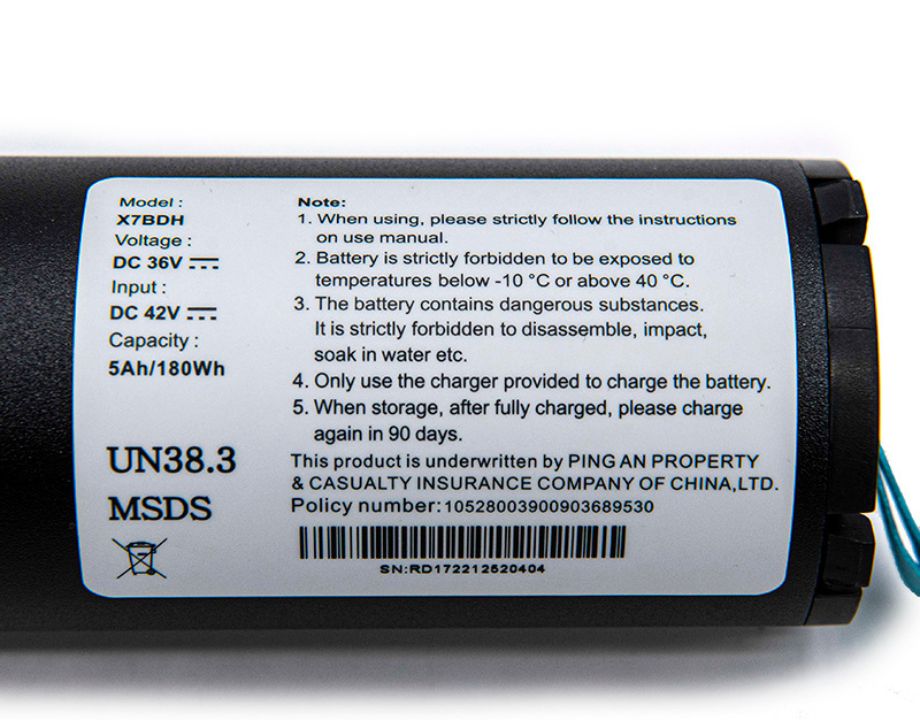 Model :
X7BDH
Voltage :
DC 36V
Input :
DC 42V
Capacity :
5Ah/180Wh
UN38.3
MSDS
Note:
1. When using, please strictly follow the instructions
on use manual.
2. Battery is strictly forbidden to be exposed to
temperatures below -10 °C or above 40 °C.
3. The battery contains dangerous substances.
It is strictly forbidden to disassemble, impact,
soak in water etc.
4. Only use the charger provided to charge the battery.
5. When storage, after fully charged, please charge
again in 90 days.
This product is underwritten by PING AN PROPERTY
& CASUALTY INSURANCE COMPANY OF CHINA,LTD.
Policy number:10528003900903689530
SN:RD172212520404